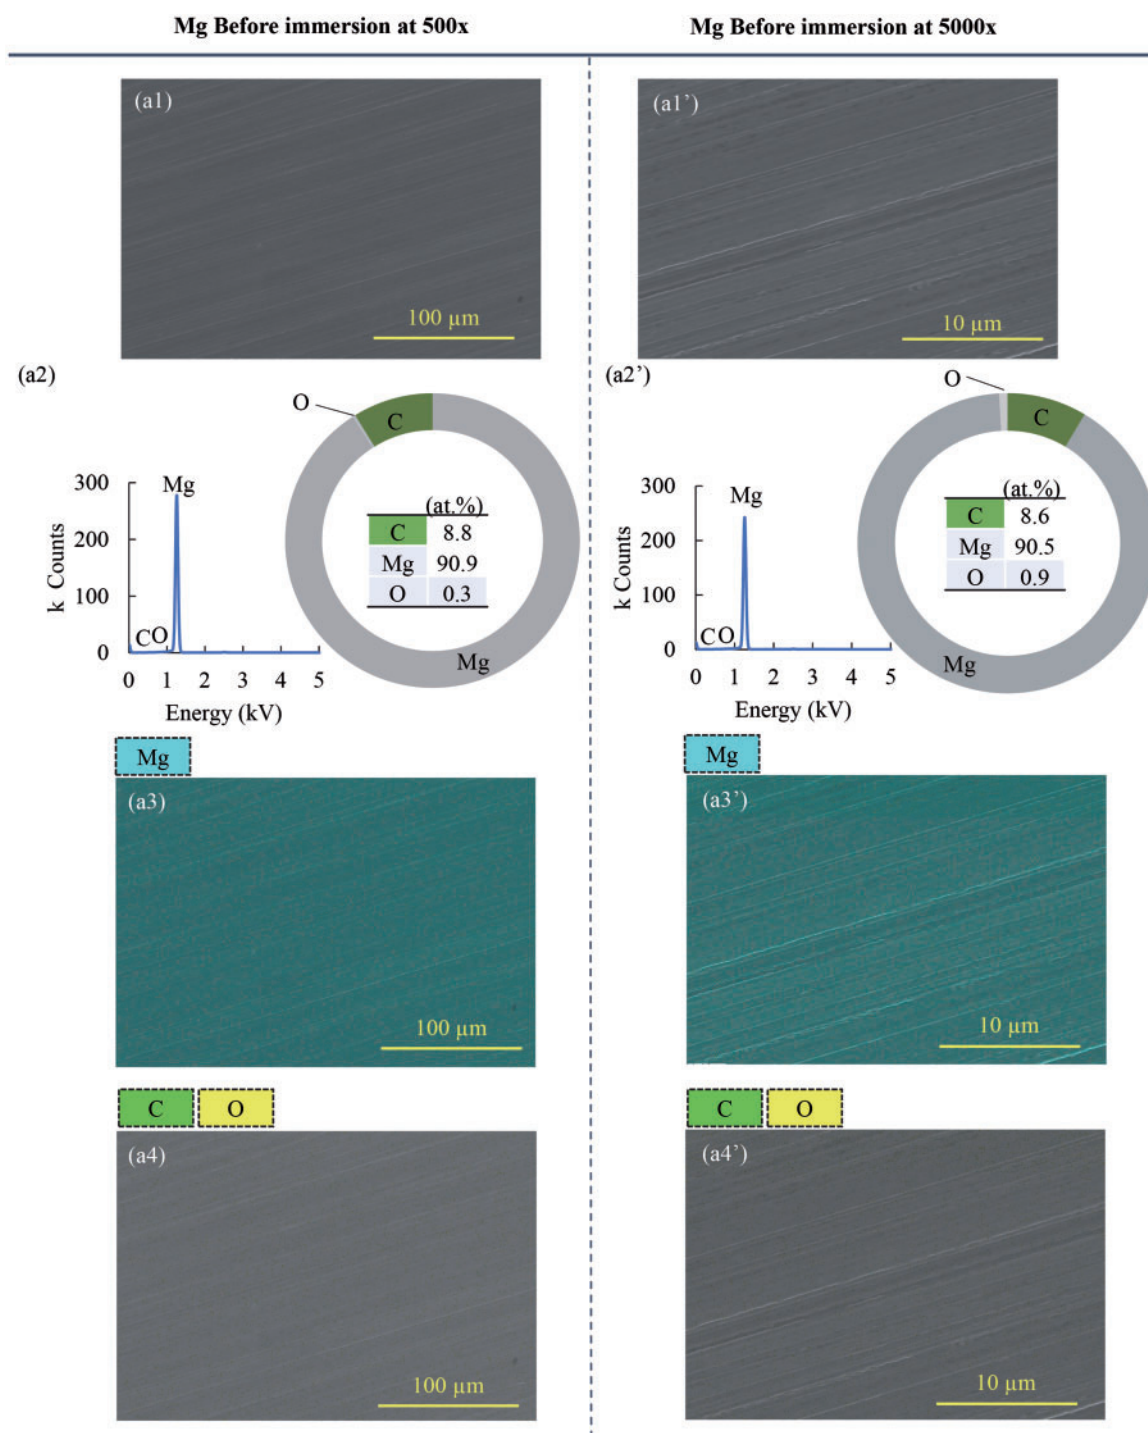 Mg Before immersion at 500x
Mg Before immersion at 5000x
(a1)
100 µm
(a1’)
10 µm
(a2)
O
C
300
200
100
0
k Counts
Mg
C O
0 1 2 3 4 5
Energy (kV)
(at.%)
C 8.8
Mg 90.9
O 0.3
Mg
(a2’)
O
C
300
200
100
0
k Counts
Mg
C O
0 1 2 3 4 5
Energy (kV)
(at.%)
C 8.6
Mg 90.5
O 0.9
Mg
Mg
(a3)
100 µm
Mg
(a3’)
10 µm
C O
(a4)
100 µm
C O
(a4’)
10 µm